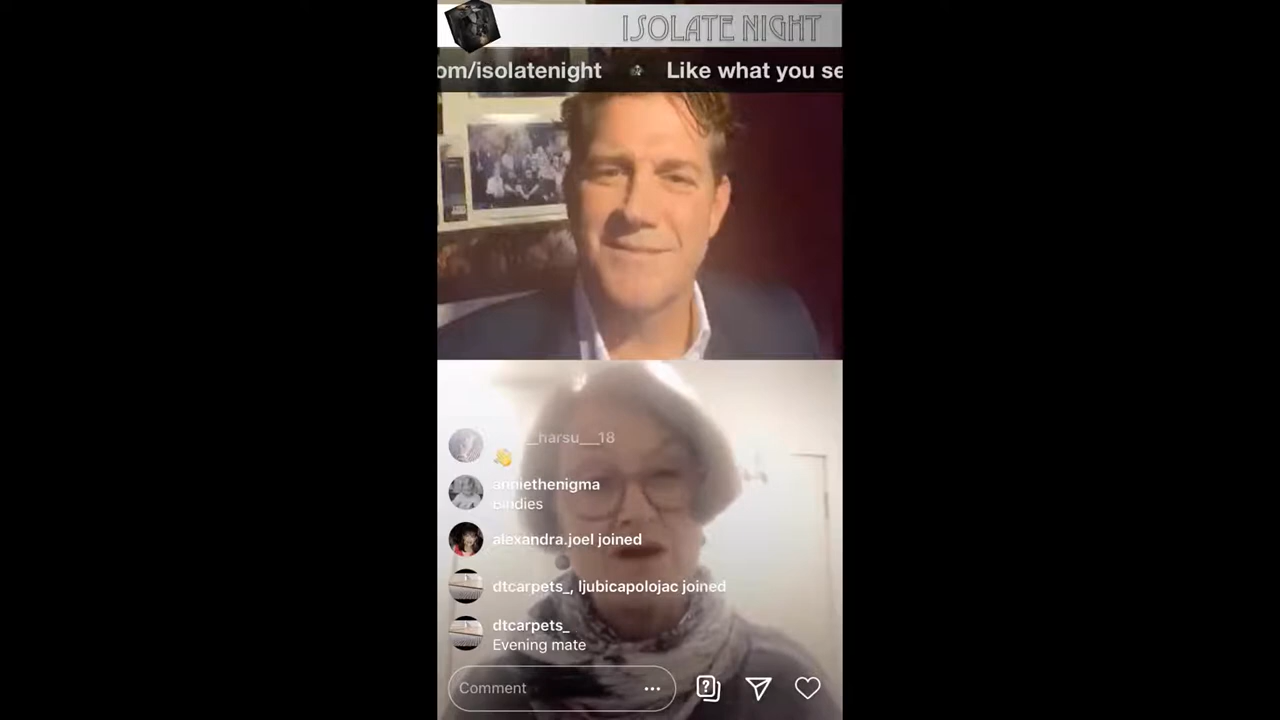 ISOLATE NIGHT
om/isolatenight Like what you se
_harsu__18
anniethenigma
Bindies
alexandra.joel joined
dtcarpets_, ljubicapolojac joined
dtcarpets_
Evening mate
Comment